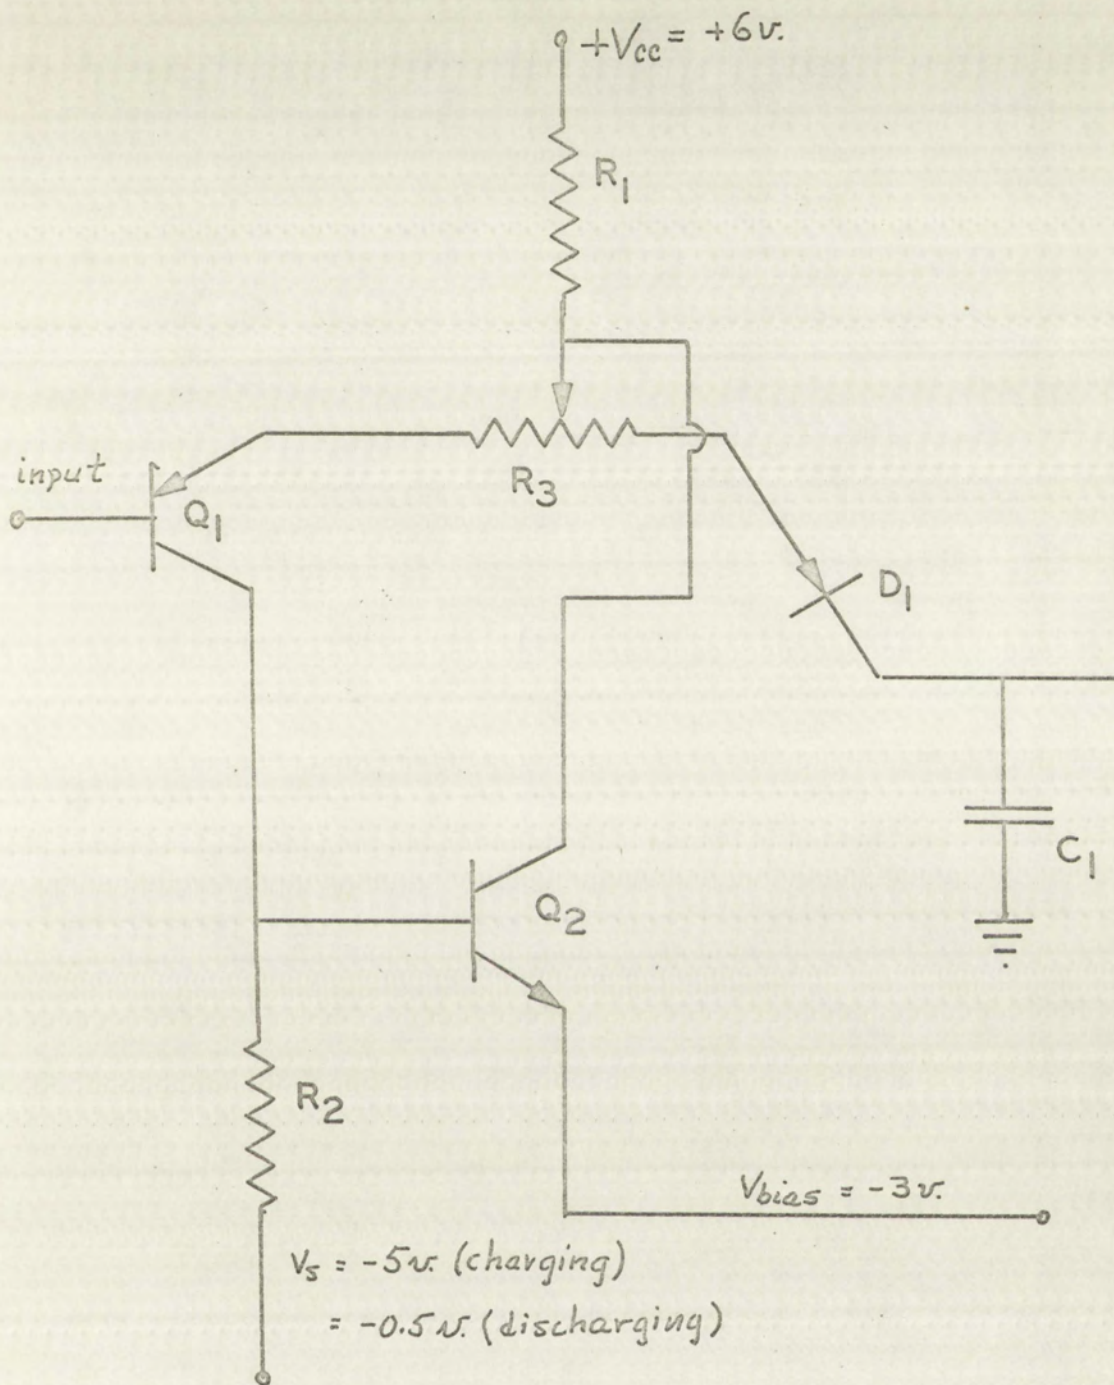 +Vcc = +6v.
R1
input
Q1
R3
D1
C1
Q2
R2
Vbias = -3v.
Vs = -5v. (charging)
= -0.5v. (discharging)